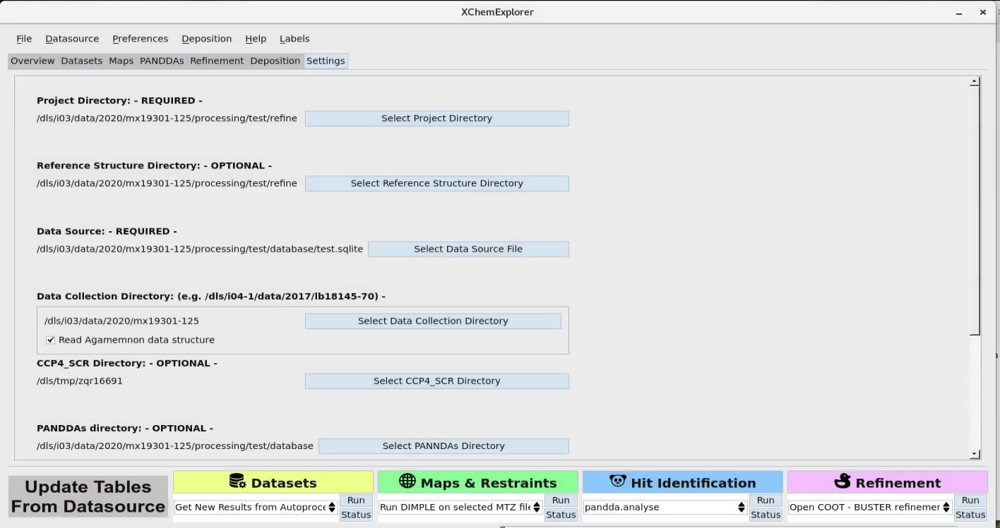 XChemExplorer
File Datasource Preferences Deposition Help Labels
Overview Datasets Maps PANDDAs Refinement Deposition Settings
Project Directory: - REQUIRED -
/dls/i03/data/2020/mx19301-125/processing/test/refine Select Project Directory
Reference Structure Directory: - OPTIONAL -
/dls/i03/data/2020/mx19301-125/processing/test/refine Select Reference Structure Directory
Data Source: - REQUIRED -
/dls/i03/data/2020/mx19301-125/processing/test/database/test.sqlite Select Data Source File
Data Collection Directory: (e.g. /dls/i04-1/data/2017/lb18145-70) -
/dls/i03/data/2020/mx19301-125 Select Data Collection Directory
Read Agamemnon data structure
CCP4_SCR Directory: - OPTIONAL -
/dls/tmp/zqr16691 Select CCP4_SCR Directory
PANDDAs directory: - OPTIONAL -
/dls/i03/data/2020/mx19301-125/processing/test/database Select PANNDAs Directory
Update Tables
From Datasource
Datasets
Get New Results from Autoproce Run
Status
Maps & Restraints
Run DIMPLE on selected MTZ file Run
Status
Hit Identification
pandda.analyse Run
Status
Refinement
Open COOT - BUSTER refinemer Run
Status